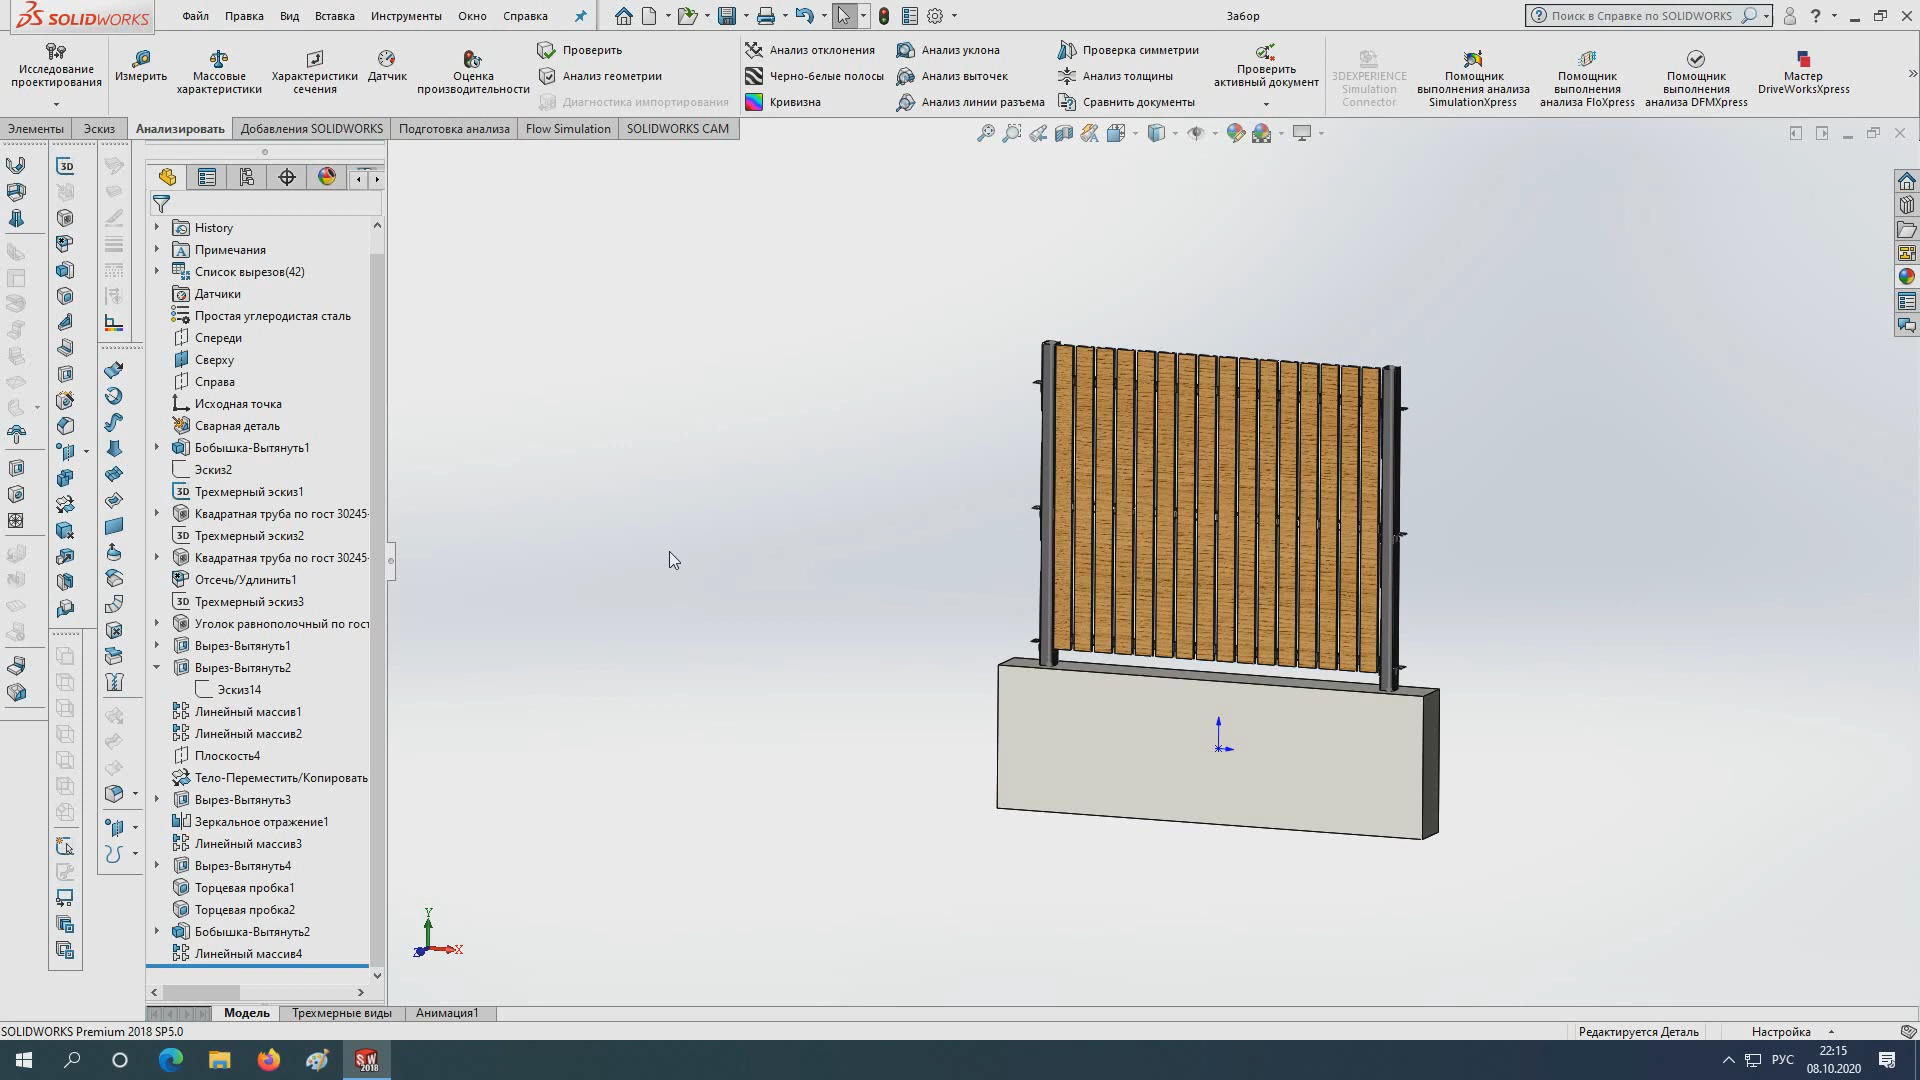 SOLIDWORKS
Файл Правка Вид Вставка Инструменты Окно Справка
Забор
Поиск в Справке по SOLIDWORKS
Исследование проектирования
Измерить
Массовые характеристики
Характеристики сечения
Датчик
Оценка производительности
Проверить
Анализ геометрии
Диагностика импортирования
Анализ отклонения
Черно-белые полосы
Кривизна
Анализ уклона
Анализ выточек
Анализ линии разъема
Проверка симметрии
Анализ толщины
Сравнить документы
Проверить активный документ
3DEXPERIENCE Simulation Connector
Помощник выполнения анализа SimulationXpress
Помощник выполнения анализа FloXpress
Помощник выполнения анализа DFMXpress
Мастер DriveWorksXpress
Элементы Эскиз Анализировать Добавления SOLIDWORKS Подготовка анализа Flow Simulation SOLIDWORKS CAM
History
Примечания
Список вырезов(42)
Датчики
Простая углеродистая сталь
Спереди
Сверху
Справа
Исходная точка
Сварная деталь
Бобышка-Вытянуть1
Эскиз2
3D Трехмерный эскиз1
Квадратная труба по гост 30245-
3D Трехмерный эскиз2
Квадратная труба по гост 30245-
Отсечь/Удлинить1
3D Трехмерный эскиз3
Уголок равнополочный по гост
Вырез-Вытянуть1
Вырез-Вытянуть2
Эскиз14
Линейный массив1
Линейный массив2
Плоскость4
Тело-Переместить/Копировать
Вырез-Вытянуть3
Зеркальное отражение1
Линейный массив3
Вырез-Вытянуть4
Торцевая пробка1
Торцевая пробка2
Бобышка-Вытянуть2
Линейный массив4
Y
X
Z
Модель Трехмерные виды Анимация1
SOLIDWORKS Premium 2018 SP5.0
Редактируется Деталь
Настройка
РУС
22:15
08.10.2020